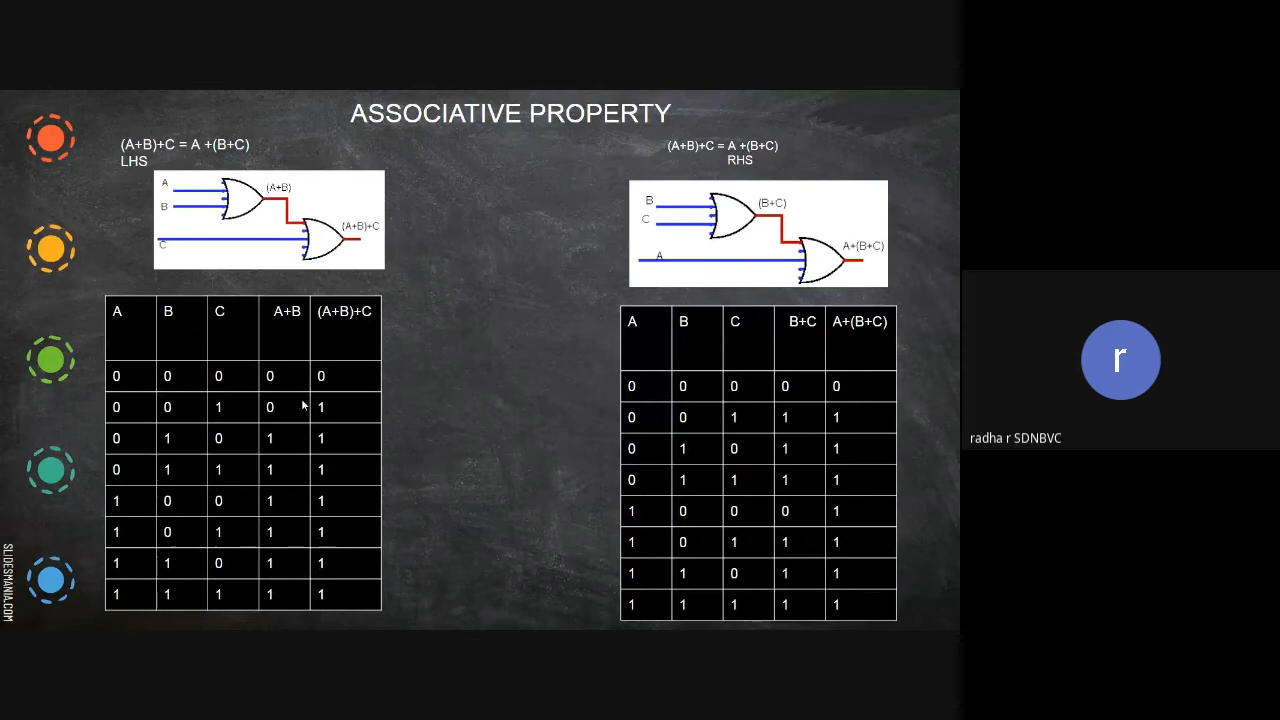 ASSOCIATIVE PROPERTY
(A+B)+C = A +(B+C)
LHS
A
B
C
(A+B)
(A+B)+C
A B C A+B (A+B)+C
0 0 0 0 0
0 0 1 0 1
0 1 0 1 1
0 1 1 1 1
1 0 0 1 1
1 0 1 1 1
1 1 0 1 1
1 1 1 1 1
(A+B)+C = A +(B+C)
RHS
B
C
A
(B+C)
A+(B+C)
A B C B+C A+(B+C)
0 0 0 0 0
0 0 1 1 1
0 1 0 1 1
0 1 1 1 1
1 0 0 0 1
1 0 1 1 1
1 1 0 1 1
1 1 1 1 1
SLIDESMANIA.COM
r
radha r SDNBVC